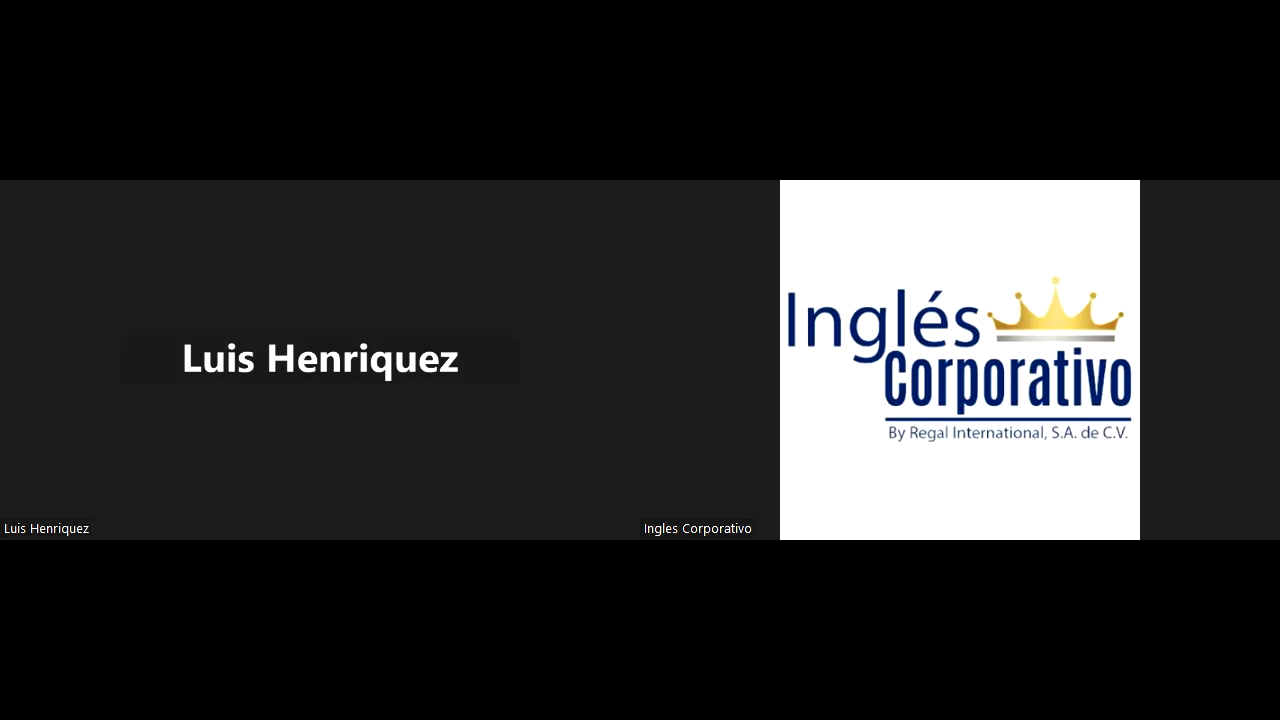 Luis Henriquez
Inglés
Corporativo
By Regal International, S.A. de C.V.
Luis Henriquez
Ingles Corporativo